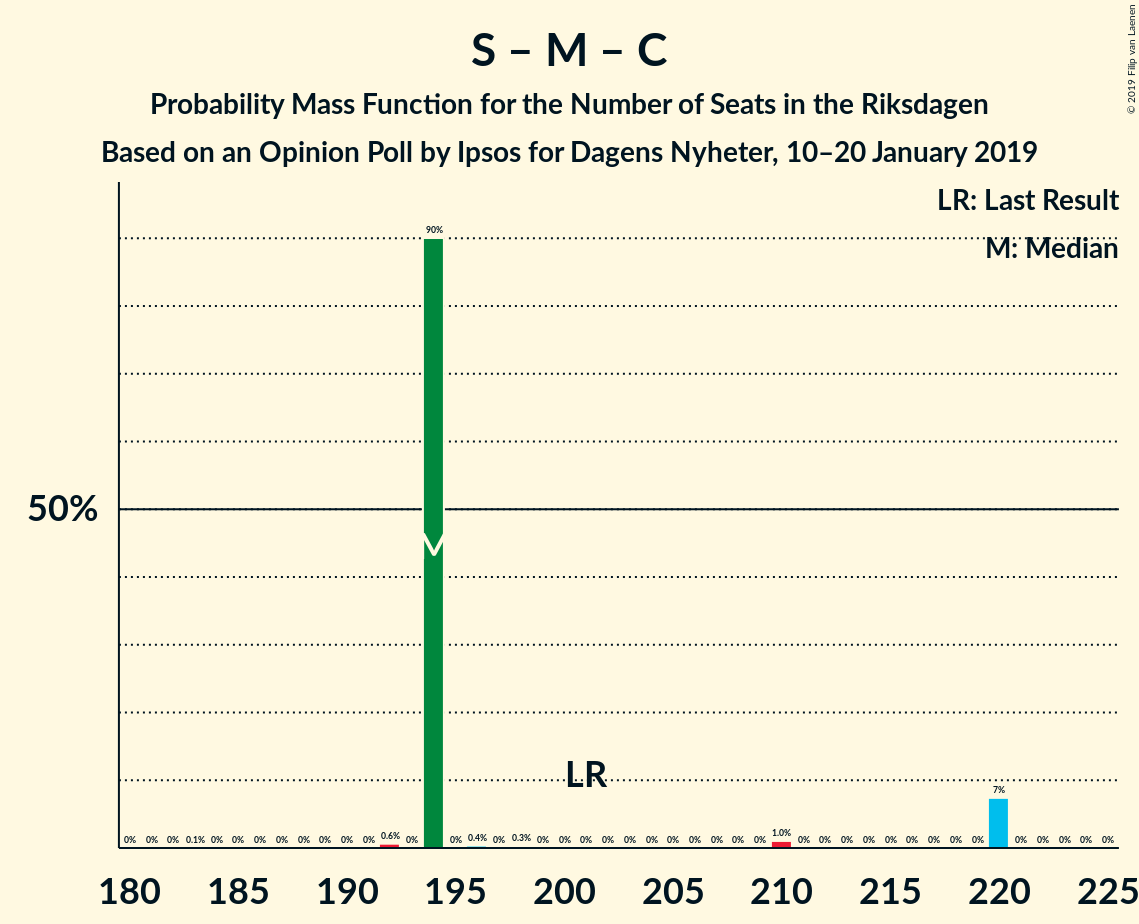 © 2019 Filip van Laenen
S – M – C
Probability Mass Function for the Number of Seats in the Riksdagen
Based on an Opinion Poll by Ipsos for Dagens Nyheter, 10–20 January 2019
LR: Last Result
M: Median
50%
LR
0% 0% 0% 0.1% 0% 0% 0% 0% 0% 0% 0% 0% 0.6% 0% 90% 0% 0.4% 0% 0.3% 0% 0% 0% 0% 0% 0% 0% 0% 0% 0% 0% 1.0% 0% 0% 0% 0% 0% 0% 0% 0% 0% 7% 0% 0% 0% 0% 0%
180 185 190 195 200 205 210 215 220 225